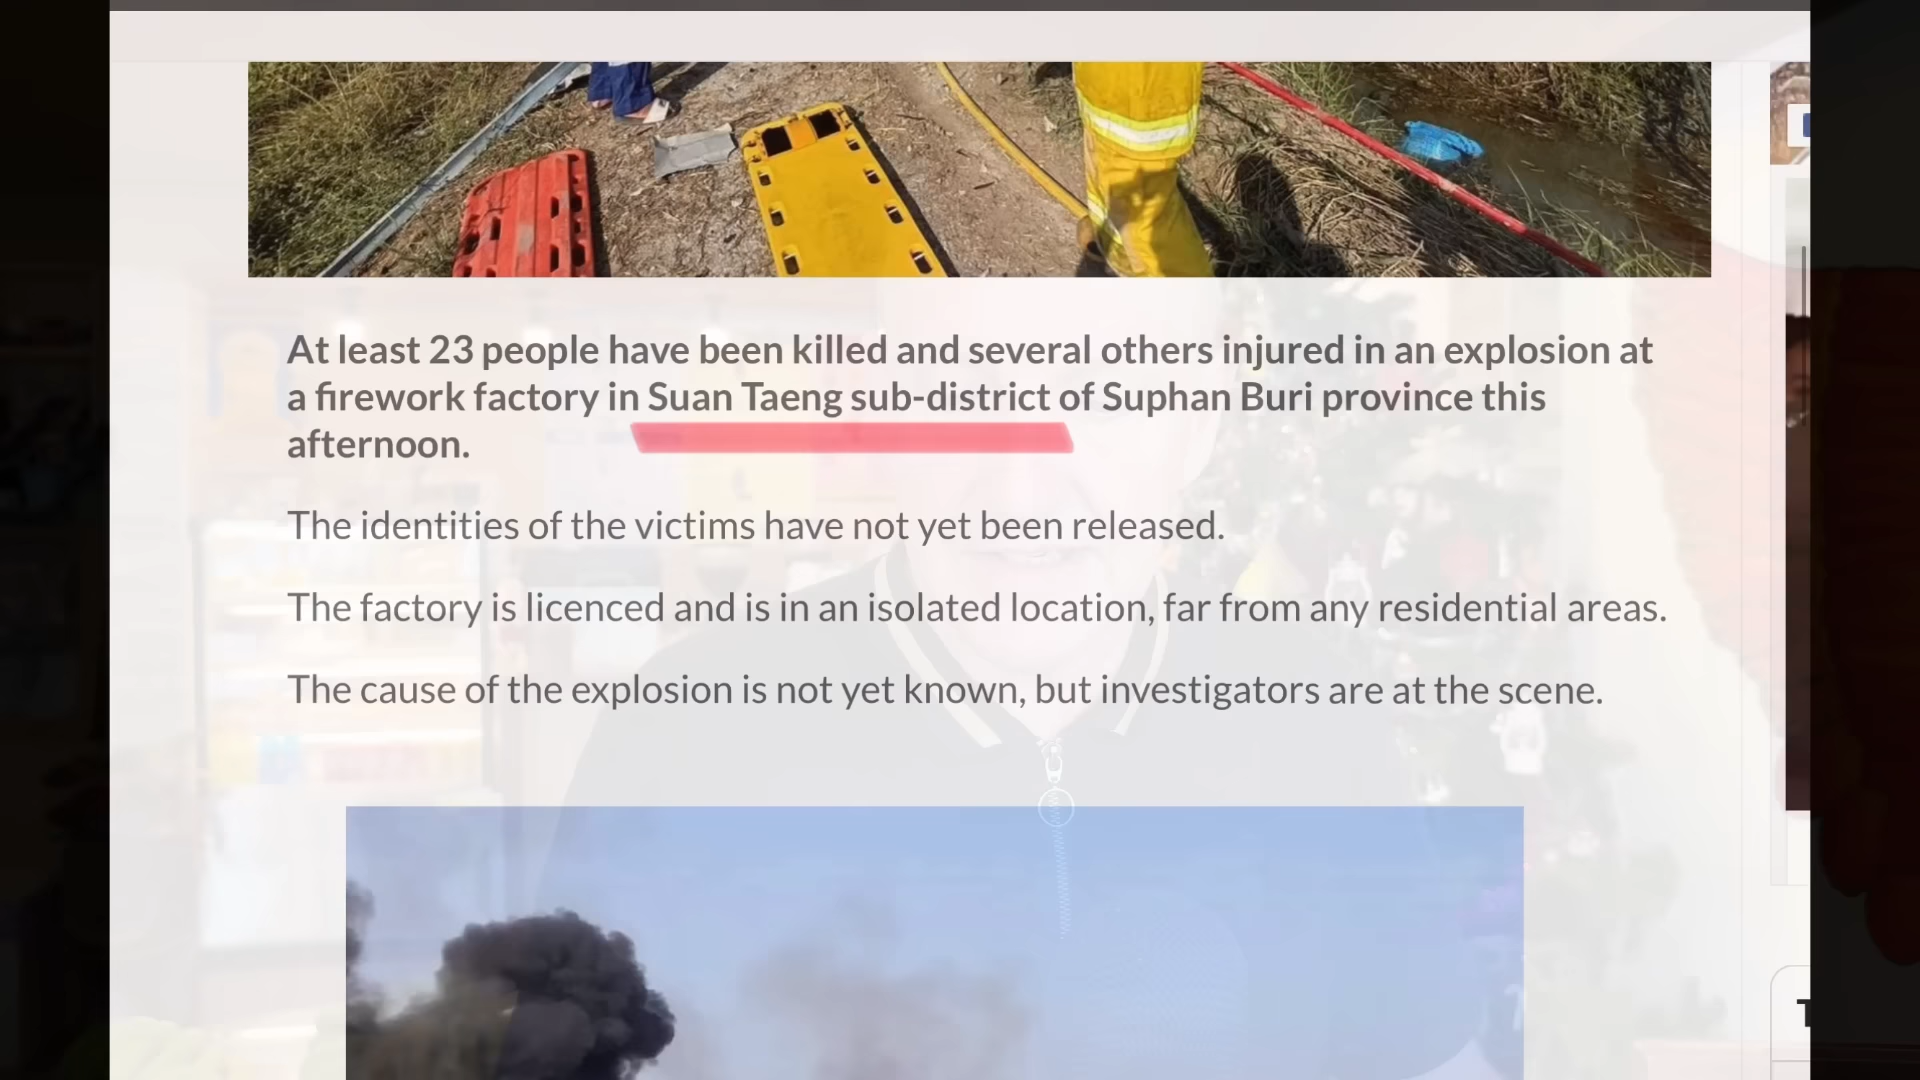 At least 23 people have been killed and several others injured in an explosion at
a firework factory in Suan Taeng sub-district of Suphan Buri province this
afternoon.
The identities of the victims have not yet been released.
The factory is licenced and is in an isolated location, far from any residential areas.
The cause of the explosion is not yet known, but investigators are at the scene.